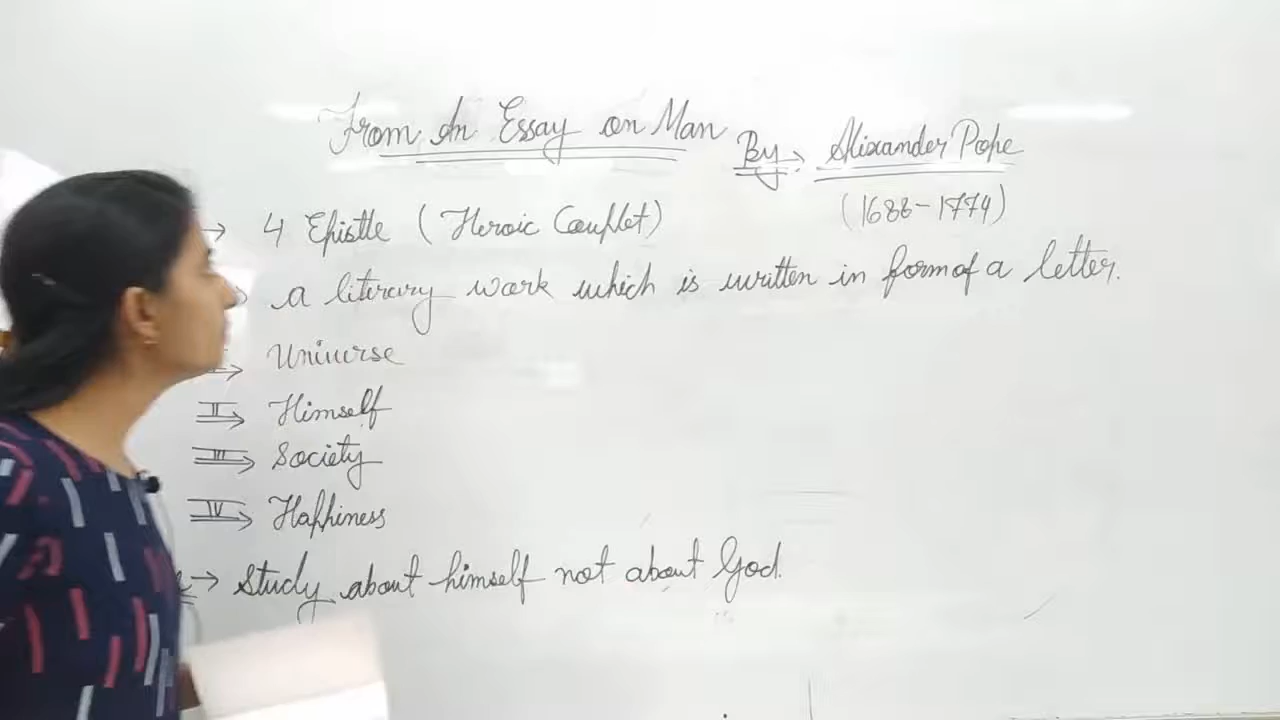 From An Essay on Man By→ Alixander Pope
(1688-1774)
→ 4 Epistle (Heroic Couplet)
a literary work which is written in form of a letter.
Universe
II Himself
III Society
IV Happiness
→ study about himself not about God.